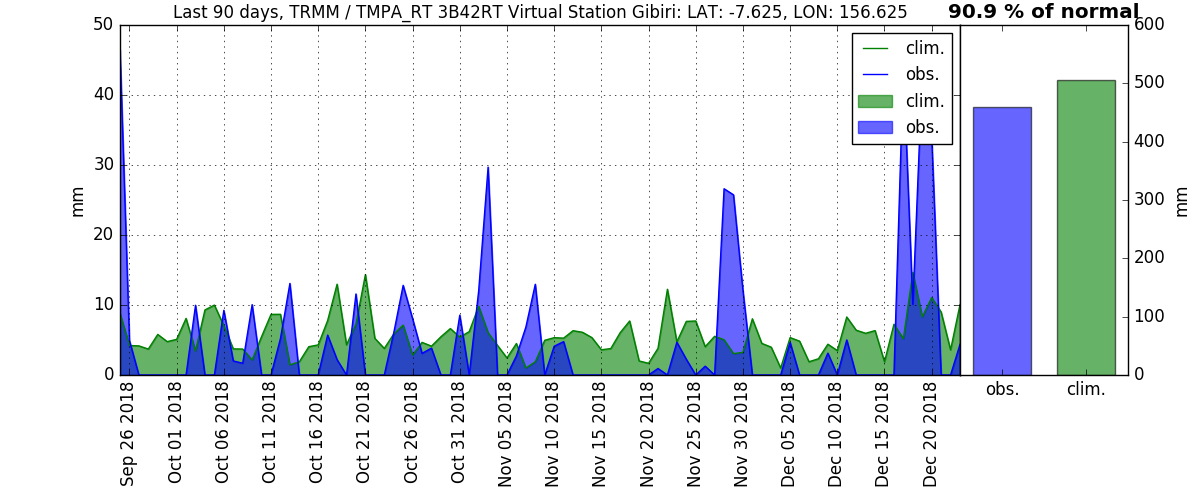 Last 90 days, TRMM / TMPA_RT 3B42RT Virtual Station Gibiri: LAT: -7.625, LON: 156.625
90.9 % of normal
clim.
obs.
clim.
obs.
mm
50
40
30
20
10
0
600
500
400
300
200
100
0
mm
Sep 26 2018
Oct 01 2018
Oct 06 2018
Oct 11 2018
Oct 16 2018
Oct 21 2018
Oct 26 2018
Oct 31 2018
Nov 05 2018
Nov 10 2018
Nov 15 2018
Nov 20 2018
Nov 25 2018
Nov 30 2018
Dec 05 2018
Dec 10 2018
Dec 15 2018
Dec 20 2018
obs.
clim.